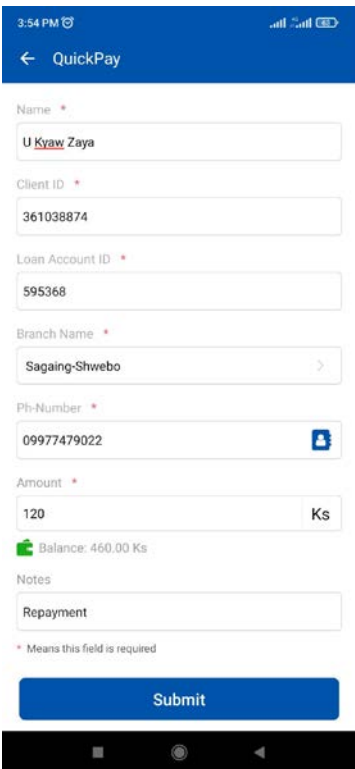 3:54 PM
QuickPay
Name *
U Kyaw Zaya
Client ID *
361038874
Loan Account ID *
595368
Branch Name *
Sagaing-Shwebo
Ph-Number *
09977479022
Amount *
120 Ks
Balance: 460.00 Ks
Notes
Repayment
* Means this field is required
Submit